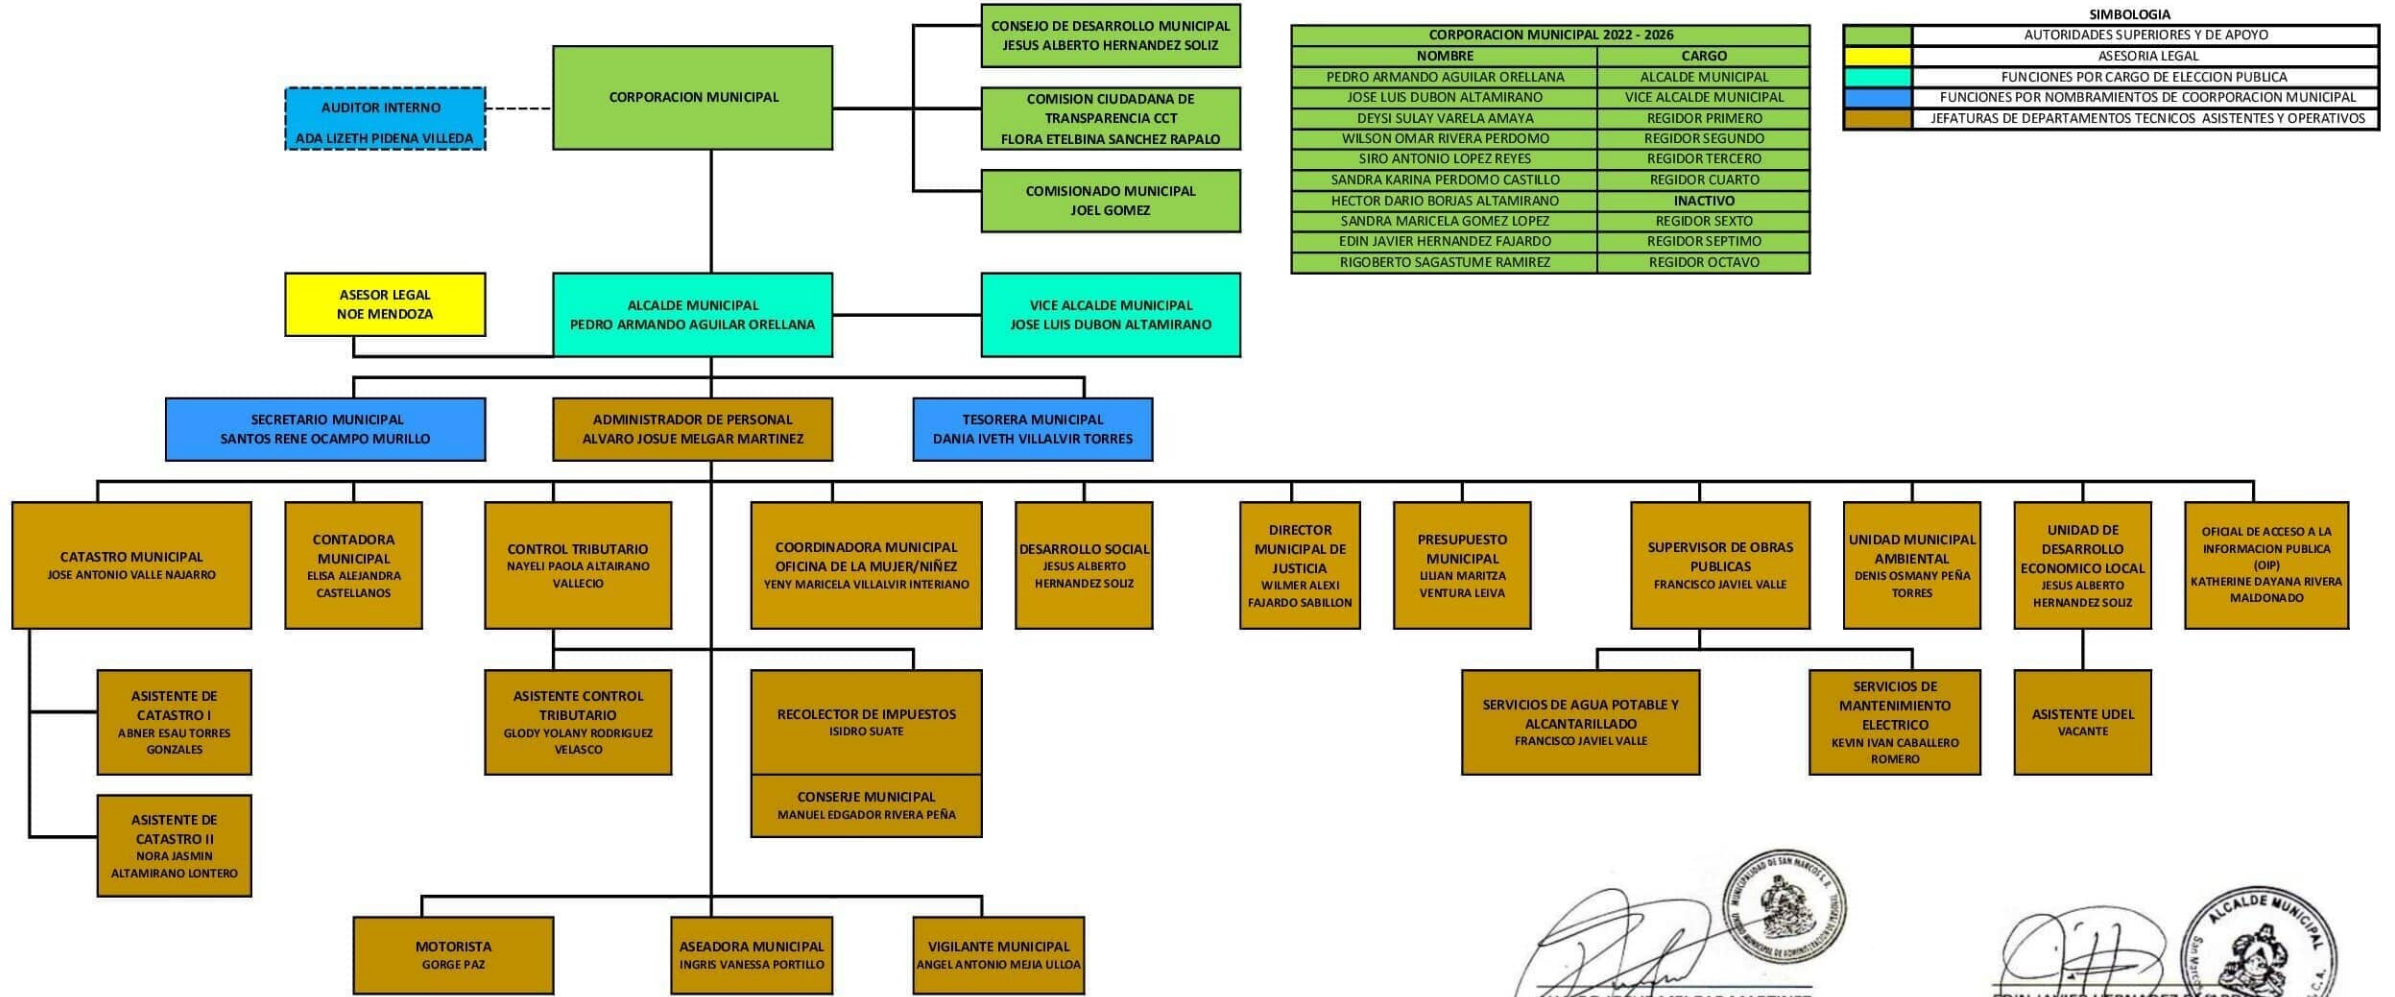 CONSEJO DE DESARROLLO MUNICIPAL
JESUS ALBERTO HERNANDEZ SOLIZ
CORPORACION MUNICIPAL
AUDITOR INTERNO
ADA LIZETH PIDENA VILLEDA
COMISION CIUDADANA DE
TRANSPARENCIA CCT
FLORA ETELBINA SANCHEZ RAPALO
COMISIONADO MUNICIPAL
JOEL GOMEZ
CORPORACION MUNICIPAL 2022 - 2026
NOMBRE CARGO
PEDRO ARMANDO AGUILAR ORELLANA ALCALDE MUNICIPAL
JOSE LUIS DUBON ALTAMIRANO VICE ALCALDE MUNICIPAL
DEYSI SULAY VARELA AMAYA REGIDOR PRIMERO
WILSON OMAR RIVERA PERDOMO REGIDOR SEGUNDO
SIRO ANTONIO LOPEZ REYES REGIDOR TERCERO
SANDRA KARINA PERDOMO CASTILLO REGIDOR CUARTO
HECTOR DARIO BORJAS ALTAMIRANO INACTIVO
SANDRA MARICELA GOMEZ LOPEZ REGIDOR SEXTO
EDIN JAVIER HERNANDEZ FAJARDO REGIDOR SEPTIMO
RIGOBERTO SAGASTUME RAMIREZ REGIDOR OCTAVO
SIMBOLOGIA
AUTORIDADES SUPERIORES Y DE APOYO
ASESORIA LEGAL
FUNCIONES POR CARGO DE ELECCION PUBLICA
FUNCIONES POR NOMBRAMIENTOS DE COORPORACION MUNICIPAL
JEFATURAS DE DEPARTAMENTOS TECNICOS ASISTENTES Y OPERATIVOS
ASESOR LEGAL
NOE MENDOZA
ALCALDE MUNICIPAL
PEDRO ARMANDO AGUILAR ORELLANA
VICE ALCALDE MUNICIPAL
JOSE LUIS DUBON ALTAMIRANO
SECRETARIO MUNICIPAL
SANTOS RENE OCAMPO MURILLO
ADMINISTRADOR DE PERSONAL
ALVARO JOSUE MELGAR MARTINEZ
TESORERA MUNICIPAL
DANIA IVETH VILLALVIR TORRES
CATASTRO MUNICIPAL
JOSE ANTONIO VALLE NAJARRO
CONTADORA
MUNICIPAL
ELISA ALEJANDRA
CASTELLANOS
CONTROL TRIBUTARIO
NAYELI PAOLA ALTAIRANO
VALLECIO
COORDINADORA MUNICIPAL
OFICINA DE LA MUJER/NIÑEZ
YENY MARICELA VILLALVIR INTERIANO
DESARROLLO SOCIAL
JESUS ALBERTO
HERNANDEZ SOLIZ
DIRECTOR
MUNICIPAL DE
JUSTICIA
WILMER ALEXI
FAJARDO SABILLON
PRESUPUESTO
MUNICIPAL
LILIAN MARITZA
VENTURA LEIVA
SUPERVISOR DE OBRAS
PUBLICAS
FRANCISCO JAVIEL VALLE
UNIDAD MUNICIPAL
AMBIENTAL
DENIS OSMANY PEÑA
TORRES
UNIDAD DE
DESARROLLO
ECONOMICO LOCAL
JESUS ALBERTO
HERNANDEZ SOLIZ
OFICIAL DE ACCESO A LA
INFORMACION PUBLICA
(OIP)
KATHERINE DAYANA RIVERA
MALDONADO
ASISTENTE DE
CATASTRO I
ABNER ESAU TORRES
GONZALES
ASISTENTE CONTROL
TRIBUTARIO
GLODY YOLANY RODRIGUEZ
VELASCO
RECOLECTOR DE IMPUESTOS
ISIDRO SUATE
CONSERJE MUNICIPAL
MANUEL EDGADOR RIVERA PEÑA
SERVICIOS DE AGUA POTABLE Y
ALCANTARILLADO
FRANCISCO JAVIEL VALLE
SERVICIOS DE
MANTENIMIENTO
ELECTRICO
KEVIN IVAN CABALLERO
ROMERO
ASISTENTE UDEL
VACANTE
ASISTENTE DE
CATASTRO II
NORA JASMIN
ALTAMIRANO LONTERO
MOTORISTA
GORGE PAZ
ASEADORA MUNICIPAL
INGRIS VANESSA PORTILLO
VIGILANTE MUNICIPAL
ANGEL ANTONIO MEJIA ULLOA
MUNICIPALIDAD DE SAN MARCOS S. B.
ALCALDE MUNICIPAL